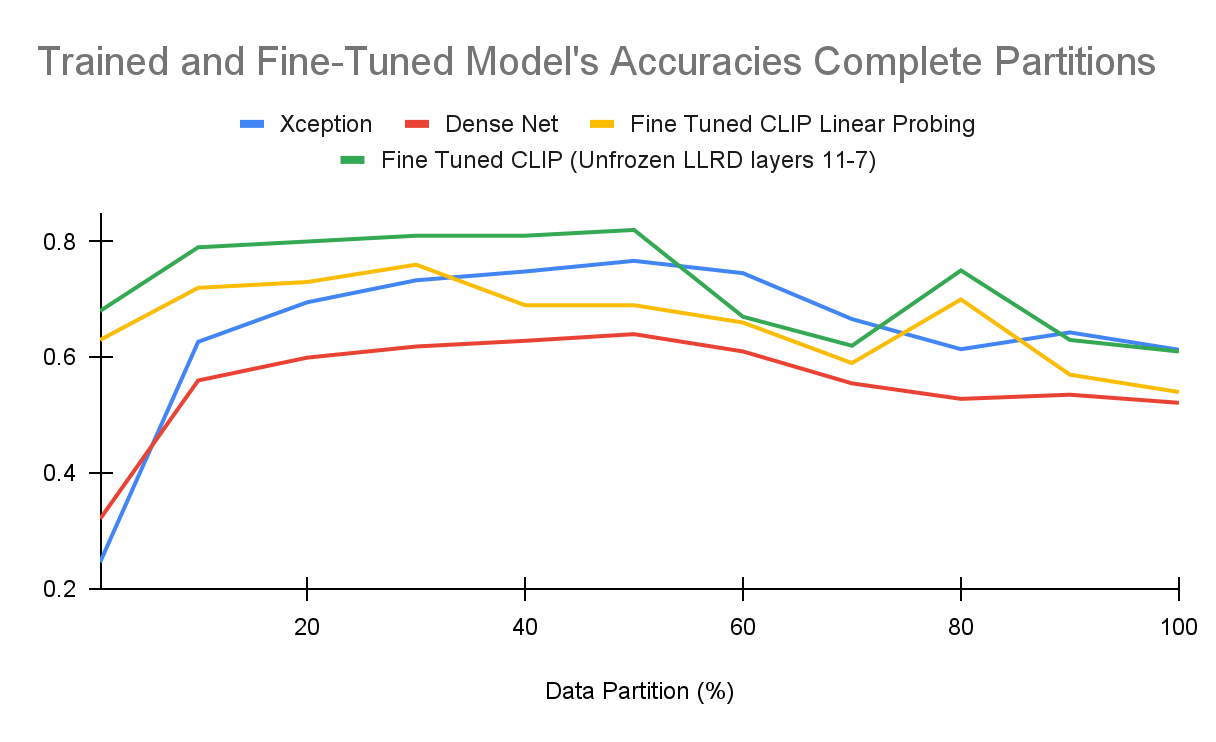 Trained and Fine-Tuned Model's Accuracies Complete Partitions
Xception Dense Net Fine Tuned CLIP Linear Probing
Fine Tuned CLIP (Unfrozen LLRD layers 11-7)
0.8
0.6
0.4
0.2
20 40 60 80 100
Data Partition (%)